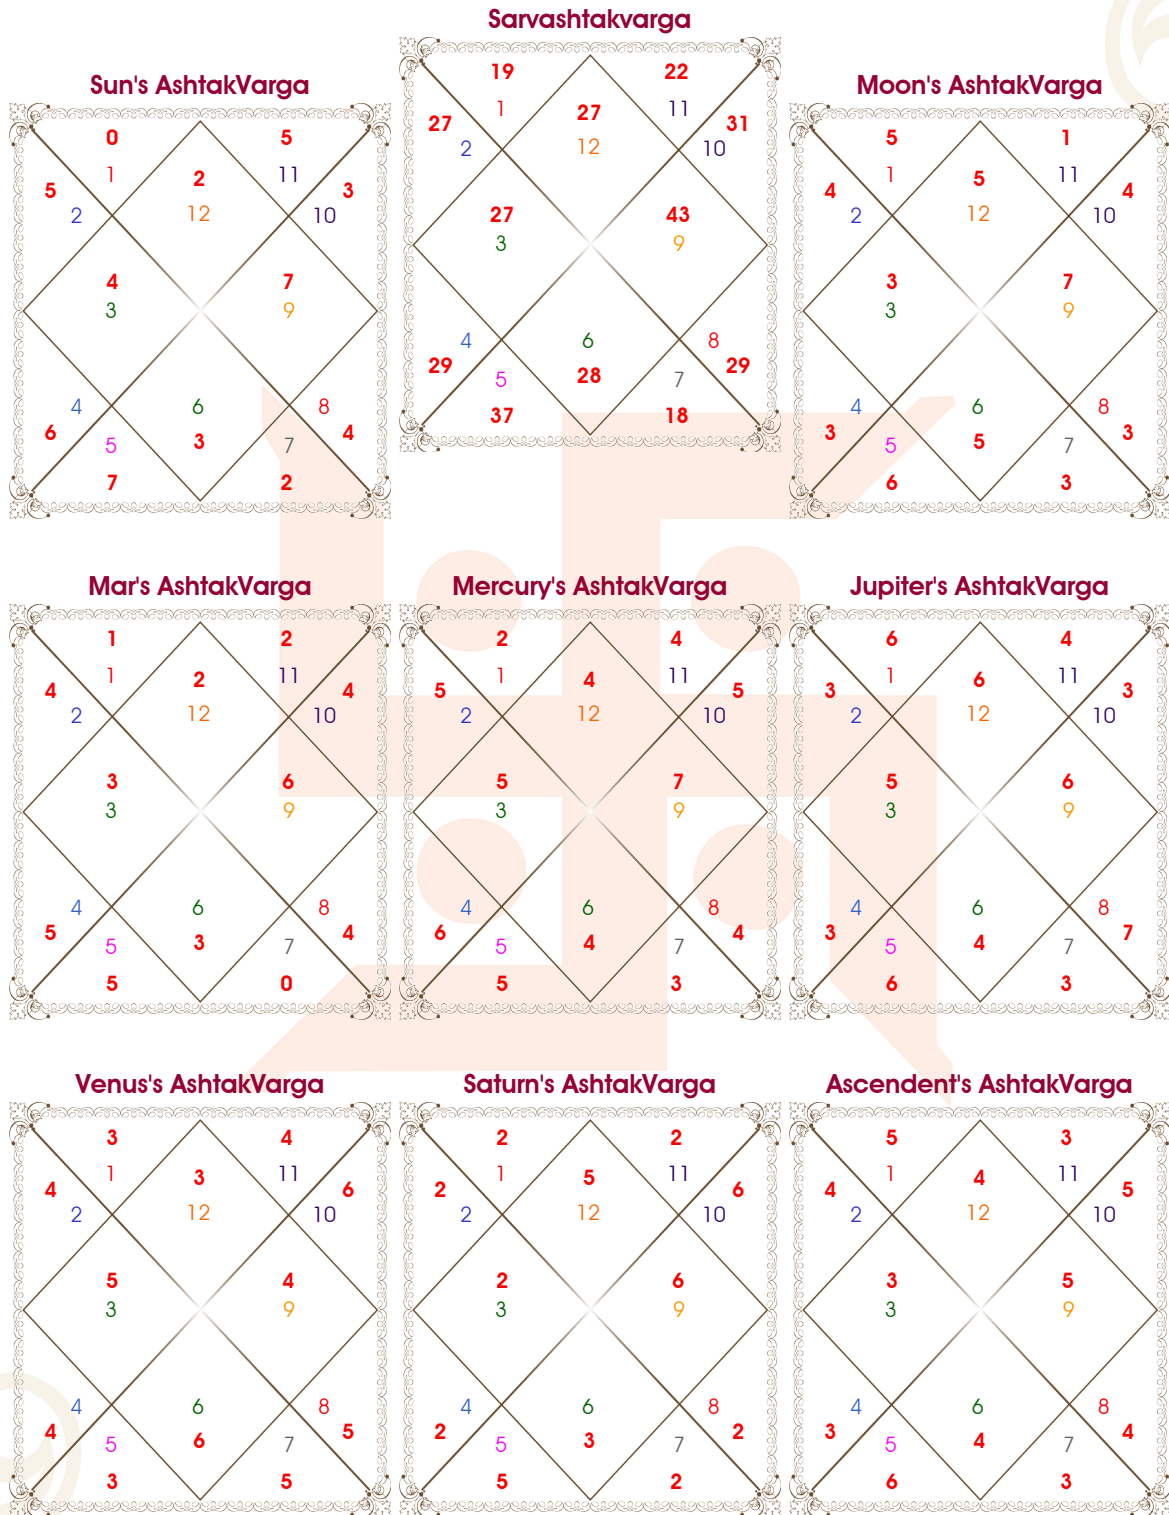 Sarvashtakvarga
19 22
1 27 11
27 31
2 12 10
27 43
3 9
4 6 8
29 28 29
5 7
37 18
Sun's AshtakVarga
0 5
1 2 11
5 3
2 12 10
4 7
3 9
4 6 8
6 3 4
5 7
7 2
Moon's AshtakVarga
5 1
1 5 11
4 4
2 12 10
3 7
3 9
4 6 8
3 5 3
5 7
6 3
Mar's AshtakVarga
1 2
1 2 11
4 4
2 12 10
3 6
3 9
4 6 8
5 3 4
5 7
5 0
Mercury's AshtakVarga
2 4
1 4 11
5 5
2 12 10
5 7
3 9
4 6 8
6 4 4
5 7
5 3
Jupiter's AshtakVarga
6 4
1 6 11
3 3
2 12 10
5 6
3 9
4 6 8
3 4 7
5 7
6 3
Venus's AshtakVarga
3 4
1 3 11
4 6
2 12 10
5 4
3 9
4 6 8
4 6 5
5 7
3 5
Saturn's AshtakVarga
2 2
1 5 11
2 6
2 12 10
2 6
3 9
4 6 8
2 3 2
5 7
5 2
Ascendent's AshtakVarga
5 3
1 4 11
4 5
2 12 10
3 5
3 9
4 6 8
3 4 4
5 7
6 3